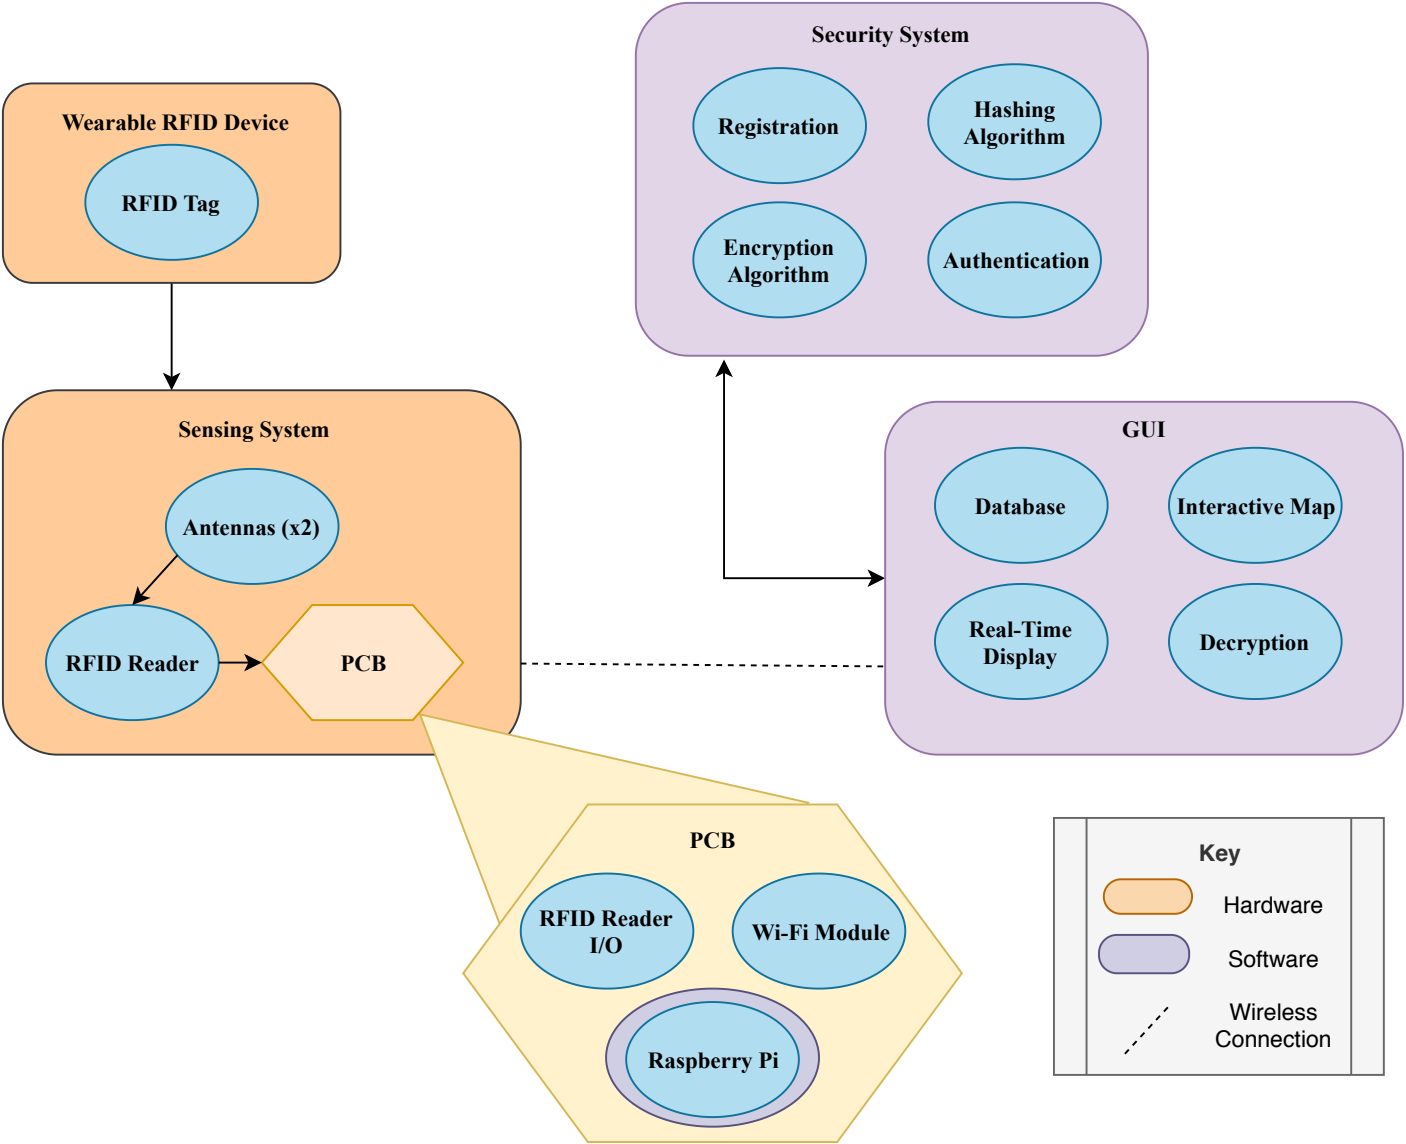 Security System
Registration
Hashing
Algorithm
Encryption
Algorithm
Authentication
Wearable RFID Device
RFID Tag
Sensing System
Antennas (x2)
RFID Reader
PCB
GUI
Database
Interactive Map
Real-Time
Display
Decryption
PCB
RFID Reader
I/O
Wi-Fi Module
Raspberry Pi
Key
Hardware
Software
Wireless
Connection